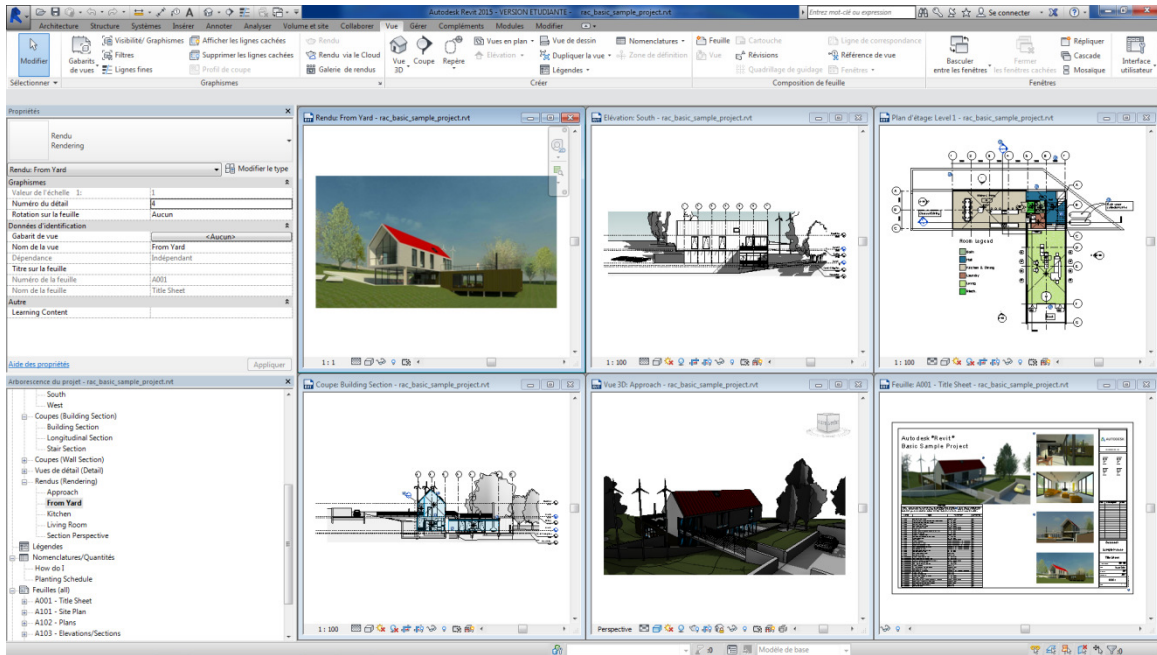 Autodesk Revit 2015 - VERSION ETUDIANTE - rac_basic_sample_project.rvt
Entrez mot-clé ou expression
Se connecter
Architecture Structure Systèmes Insérer Annoter Analyser Volume et site Collaborer Vue Gérer Compléments Modules Modifier
Modifier
Gabarits de vues
Visibilité/ Graphismes
Filtres
Lignes fines
Afficher les lignes cachées
Supprimer les lignes cachées
Profil de coupe
Rendu
Rendu via le Cloud
Galerie de rendus
Vue 3D
Coupe
Repère
Vues en plan
Élévation
Vue de dessin
Dupliquer la vue
Légendes
Nomenclatures
Zone de définition
Feuille
Vue
Cartouche
Révisions
Quadrillage de guidage
Ligne de correspondance
Référence de vue
Fenêtres
Basculer entre les fenêtres
Fermer les fenêtres cachées
Répliquer
Cascade
Mosaïque
Interface utilisateur
Sélectionner
Graphismes
Créer
Composition de feuille
Fenêtres
Propriétés
Rendu
Rendering
Rendu: From Yard
Modifier le type
Graphismes
Valeur de l'échelle 1: 1
Numéro du détail 4
Rotation sur la feuille Aucun
Données d'identification
Gabarit de vue <Aucun>
Nom de la vue From Yard
Dépendance Indépendant
Titre sur la feuille
Numéro de la feuille A001
Nom de la feuille Title Sheet
Autre
Learning Content
Aide des propriétés
Appliquer
Arborescence du projet - rac_basic_sample_project.rvt
South
West
Coupes (Building Section)
Building Section
Longitudinal Section
Stair Section
Coupes (Wall Section)
Vues de détail (Detail)
Rendus (Rendering)
Approach
From Yard
Kitchen
Living Room
Section Perspective
Légendes
Nomenclatures/Quantités
How do I
Planting Schedule
Feuilles (all)
A001 - Title Sheet
A101 - Site Plan
A102 - Plans
A103 - Elevations/Sections
Rendu: From Yard - rac_basic_sample_project.rvt
1 : 1
Elévation: South - rac_basic_sample_project.rvt
1 : 100
Plan d'étage: Level 1 - rac_basic_sample_project.rvt
Room Legend
Kitchen & Dining
Laundry
Living
1 : 100
Coupe: Building Section - rac_basic_sample_project.rvt
1 : 100
Vue 3D: Approach - rac_basic_sample_project.rvt
Perspective
Feuille: A001 - Title Sheet - rac_basic_sample_project.rvt
Autodesk® Revit®
Basic Sample Project
AUTODESK
:0
Modèle de base
:0